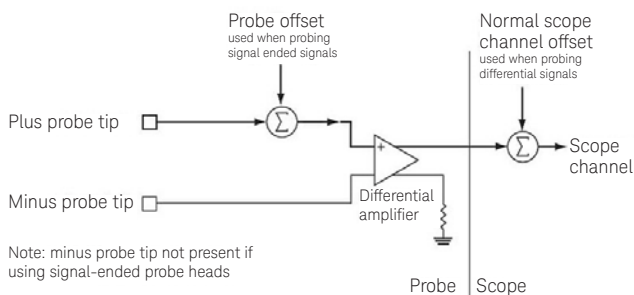 Probe offset
used when probing
signal ended signals
Normal scope
channel offset
used when probing
differential signals
Plus probe tip
Σ
+
Σ
Scope
channel
Minus probe tip
Differential
amplifier
Note: minus probe tip not present if
using signal-ended probe heads
Probe
Scope